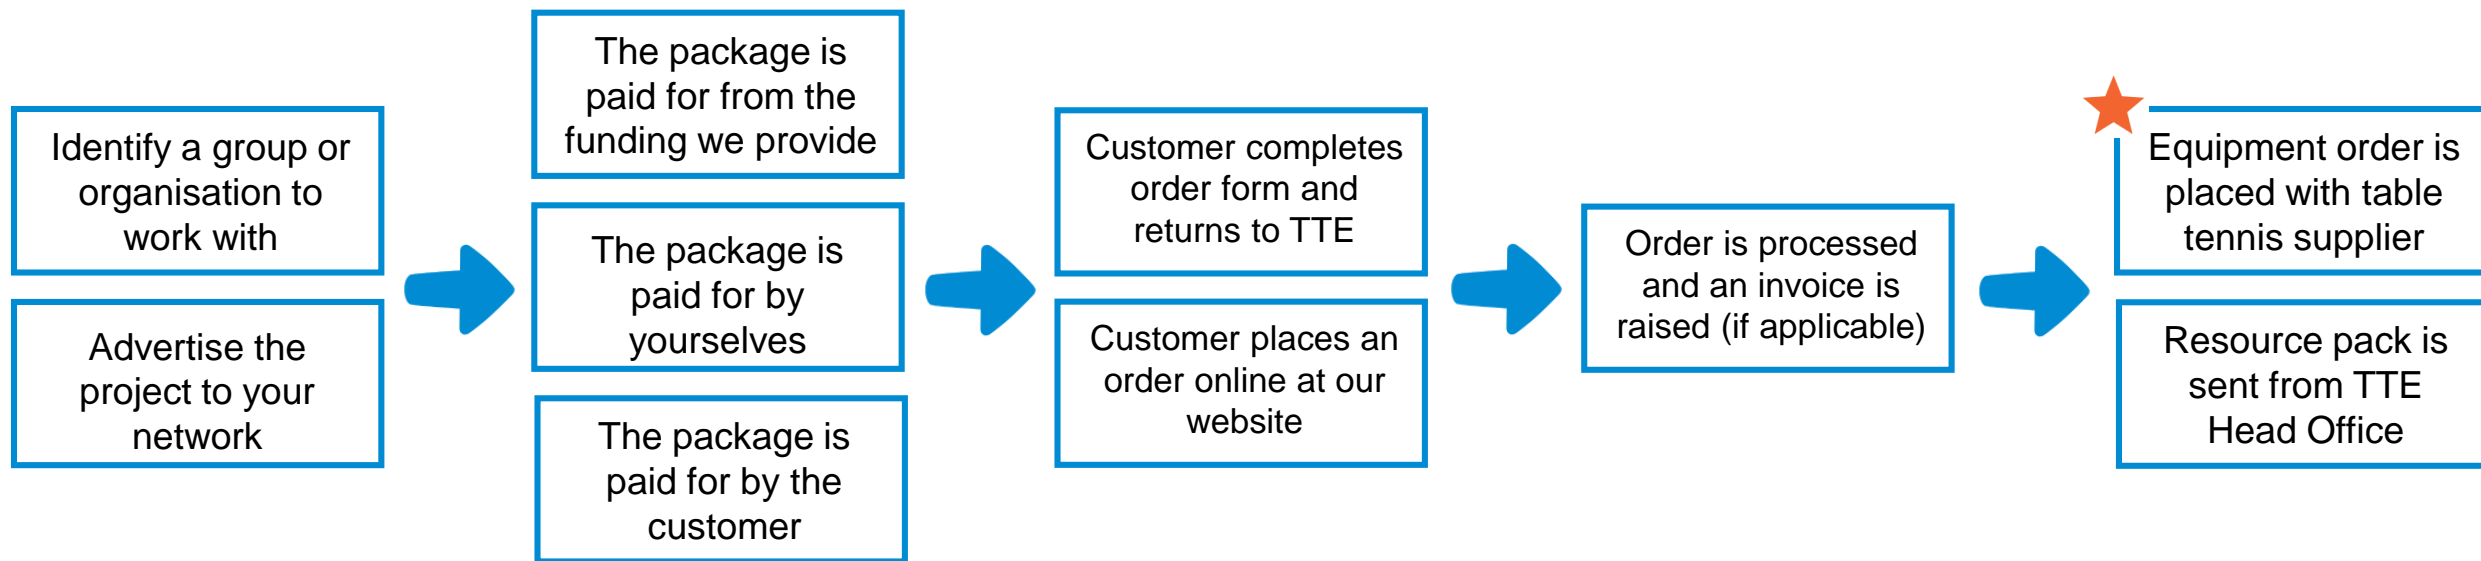 Identify a group or
organisation to
work with
Advertise the
project to your
network
The package is
paid for from the
funding we provide
The package is
paid for by
yourselves
The package is
paid for by the
customer
Customer completes
order form and
returns to TTE
Customer places an
order online at our
website
Order is processed
and an invoice is
raised (if applicable)
Equipment order is
placed with table
tennis supplier
Resource pack is
sent from TTE
Head Office